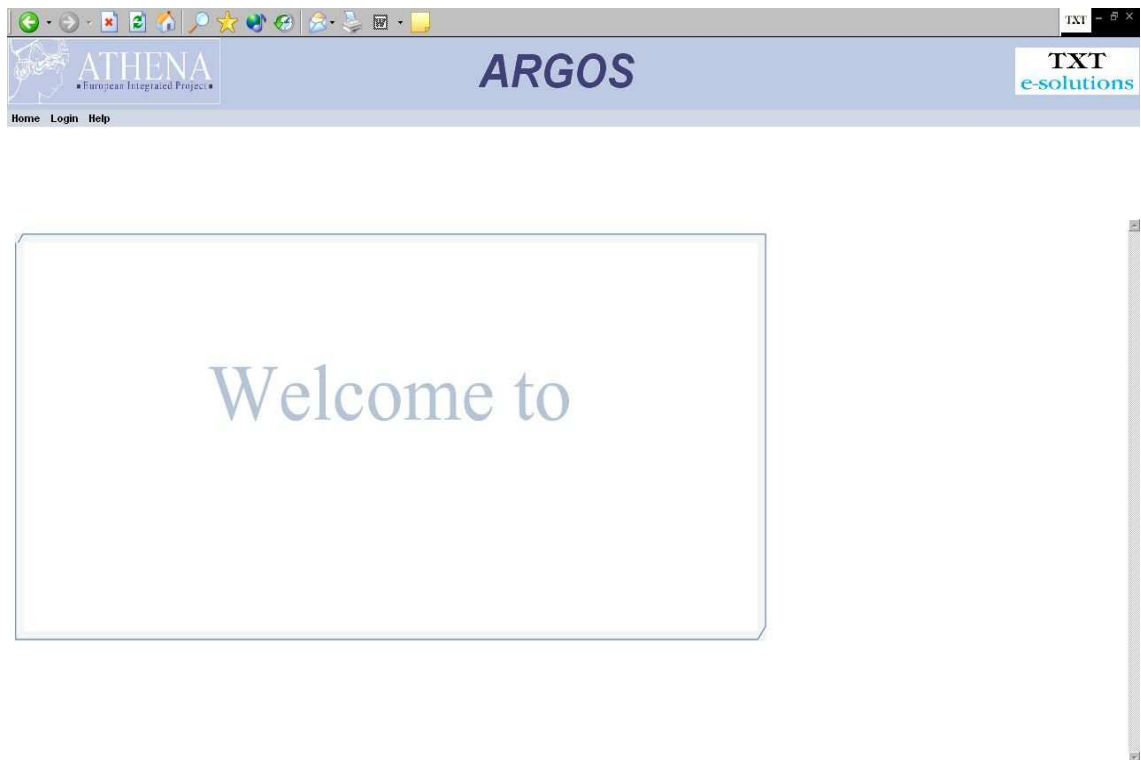 TXT
ATHENA
European Integrated Project
ARGOS
TXT
e-solutions
Home Login Help
Welcome to